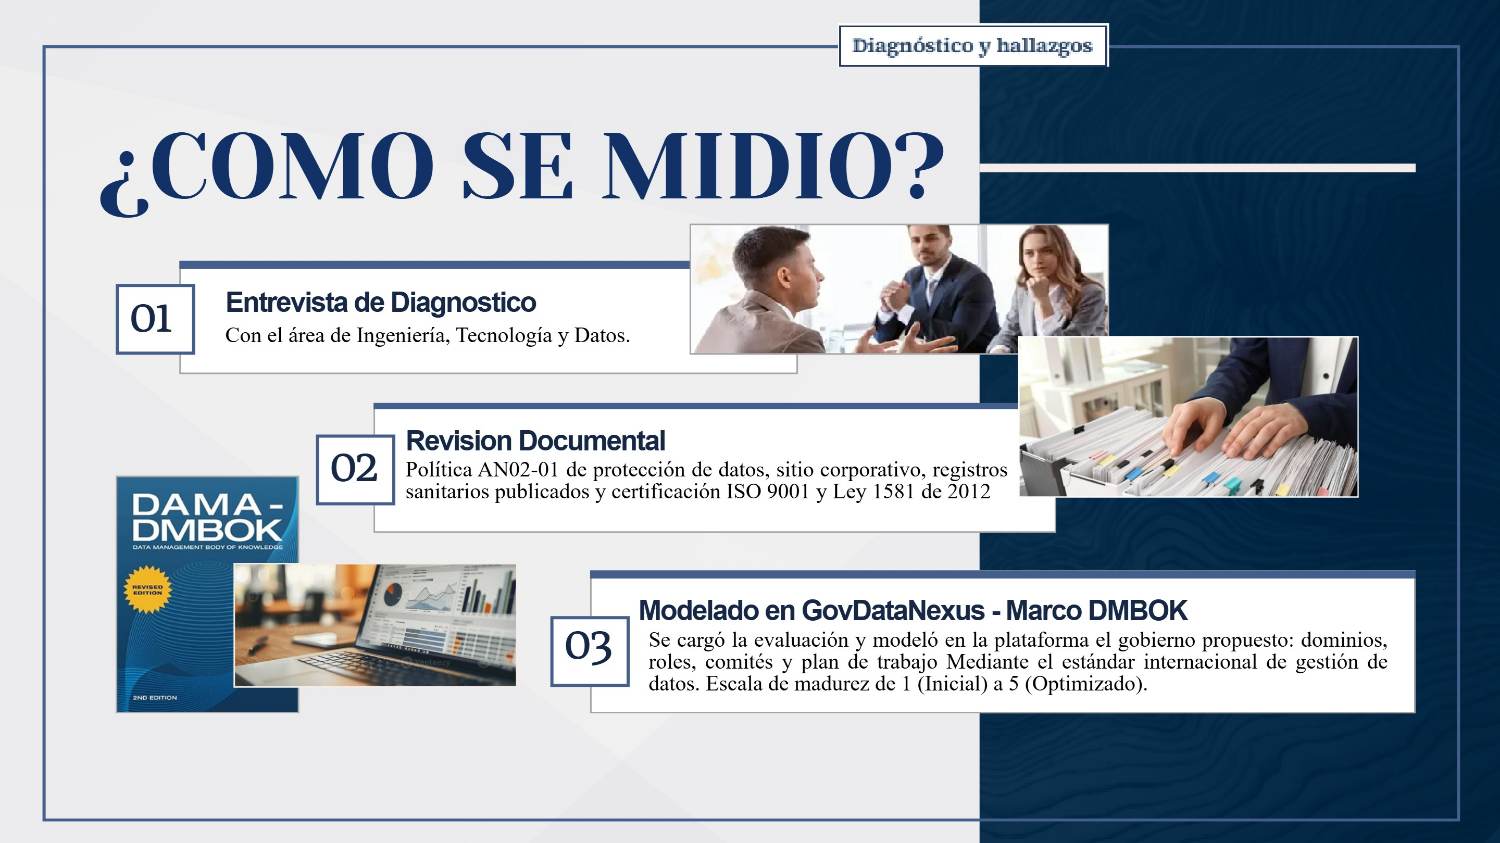 Diagnóstico y hallazgos
¿COMO SE MIDIO?
01
Entrevista de Diagnostico
Con el área de Ingeniería, Tecnología y Datos.
02
Revision Documental
Política AN02-01 de protección de datos, sitio corporativo, registros
sanitarios publicados y certificación ISO 9001 y Ley 1581 de 2012
DAMA-
DMBOK
DATA MANAGEMENT BODY OF KNOWLEDGE
REVISED
EDITION
2ND EDITION
03
Modelado en GovDataNexus - Marco DMBOK
Se cargó la evaluación y modeló en la plataforma el gobierno propuesto: dominios,
roles, comités y plan de trabajo Mediante el estándar internacional de gestión de
datos. Escala de madurez de 1 (Inicial) a 5 (Optimizado).